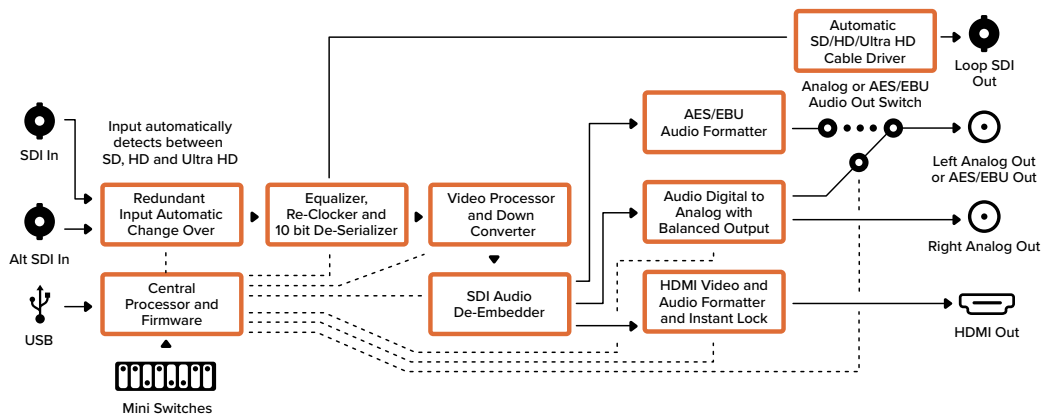 Automatic
SD/HD/Ultra HD
Cable Driver
Loop SDI
Out
Analog or AES/EBU
Audio Out Switch
AES/EBU
Audio Formatter
SDI In
Input automatically
detects between
SD, HD and Ultra HD
Left Analog Out
or AES/EBU Out
Redundant
Input Automatic
Change Over
Equalizer,
Re-Clocker and
10 bit De-Serializer
Video Processor
and Down
Converter
Audio Digital to
Analog with
Balanced Output
Alt SDI In
Right Analog Out
Central
Processor and
Firmware
SDI Audio
De-Embedder
HDMI Video and
Audio Formatter
and Instant Lock
USB
HDMI Out
Mini Switches